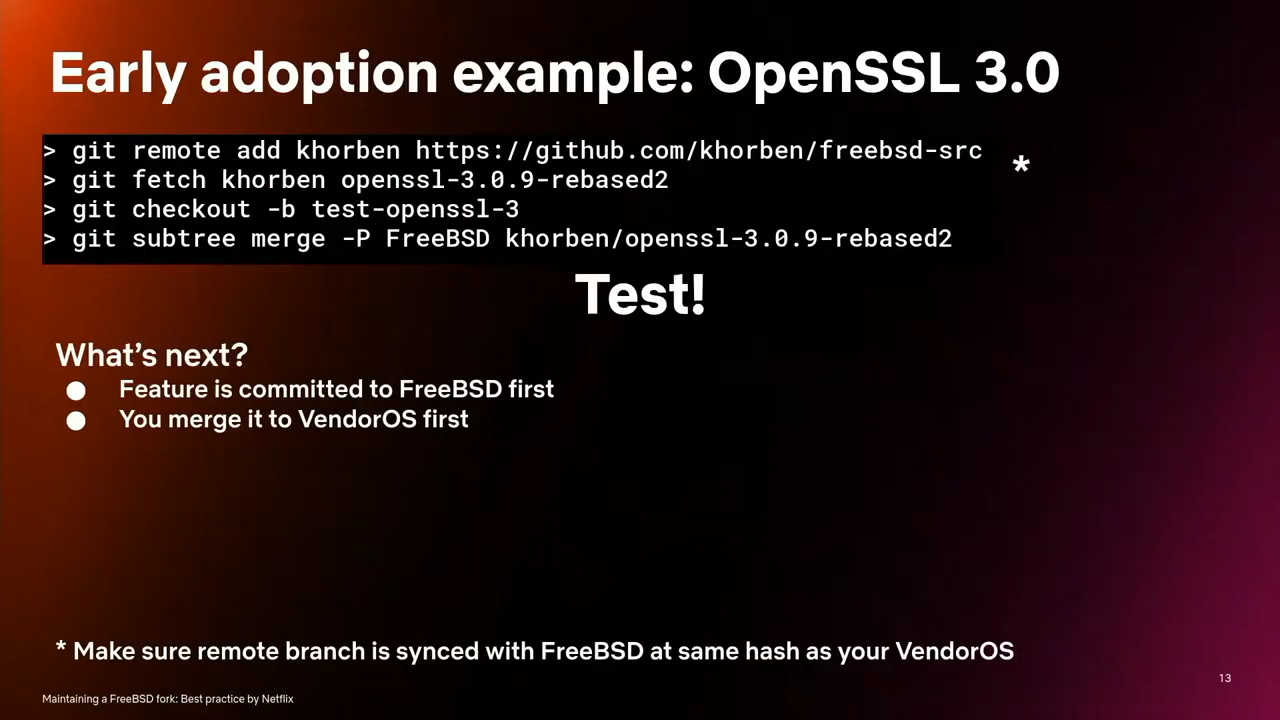 Early adoption example: OpenSSL 3.0
> git remote add khorben https://github.com/khorben/freebsd-src
*
> git fetch khorben openssl-3.0.9-rebased2
> git checkout -b test-openssl-3
> git subtree merge -P FreeBSD khorben/openssl-3.0.9-rebased2
Test!
What’s next?
● Feature is committed to FreeBSD first
● You merge it to VendorOS first
* Make sure remote branch is synced with FreeBSD at same hash as your VendorOS
13
Maintaining a FreeBSD fork: Best practice by Netflix